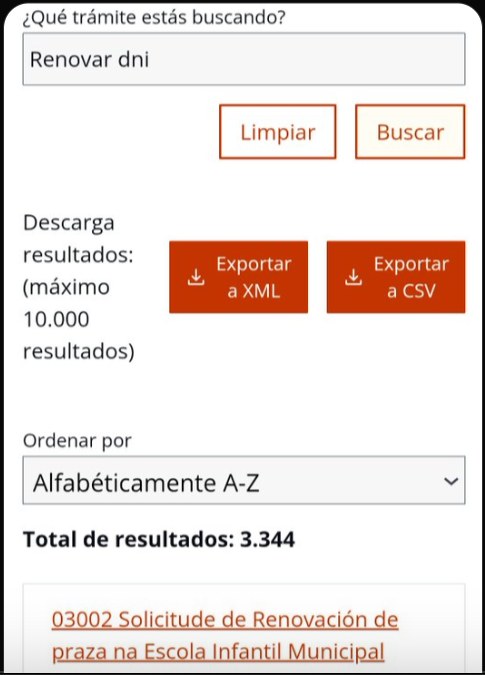 ¿Qué trámite estás buscando?
Renovar dni
Limpiar
Buscar
Descarga
resultados:
(máximo
10.000
resultados)
Exportar
a XML
Exportar
a CSV
Ordenar por
Alfabéticamente A-Z
Total de resultados: 3.344
03002 Solicitude de Renovación de
praza na Escola Infantil Municipal